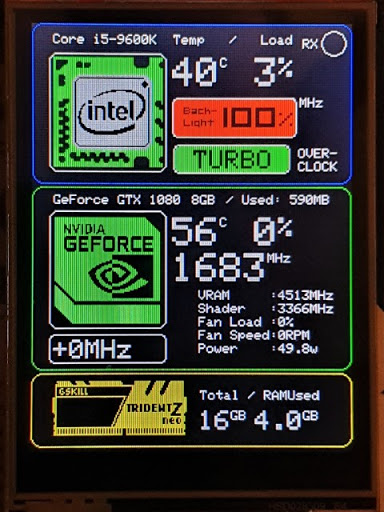 Core i5-9600K Temp / Load RX
intel
40C 3%
Back-
Light 100%
MHz
TURBO
OVER-
CLOCK
GeForce GTX 1080 8GB / Used: 590MB
NVIDIA
GEFORCE
56C 0%
1683MHz
VRAM :4513MHz
Shader :3366MHz
Fan Load :0%
Fan Speed:0RPM
Power :49.8w
+0MHz
GSKILL
TRIDENTZ
neo
Total / RAMUsed
16GB 4.0GB